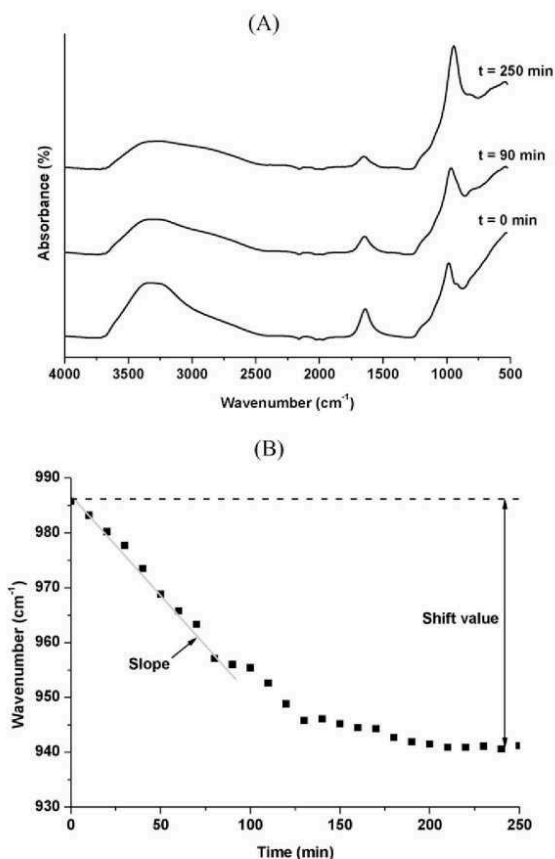 (A)
t = 250 min
t = 90 min
t = 0 min
Absorbance (%)
4000 3500 3000 2500 2000 1500 1000 500
Wavenumber (cm⁻¹)
(B)
990
980
970
960
950
940
930
Wavenumber (cm⁻¹)
Slope
Shift value
0 50 100 150 200 250
Time (min)